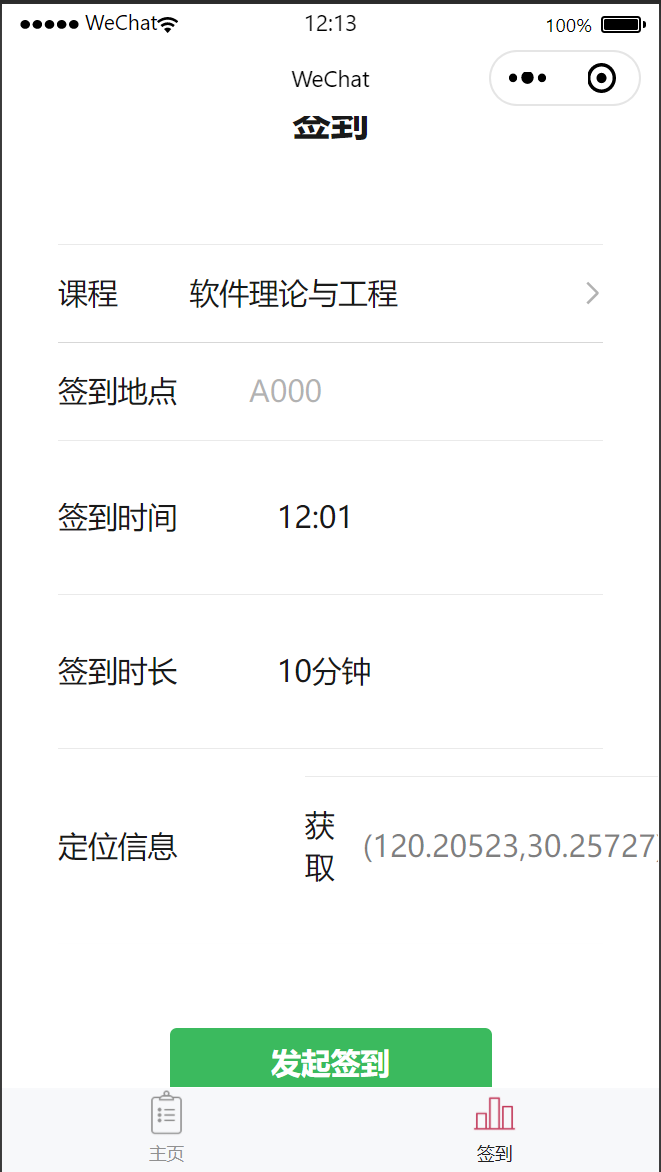 WeChat 12:13 100%
WeChat
签到
课程 软件理论与工程
签到地点 A000
签到时间 12:01
签到时长 10分钟
定位信息 获取 (120.20523,30.25727)
发起签到
主页 签到